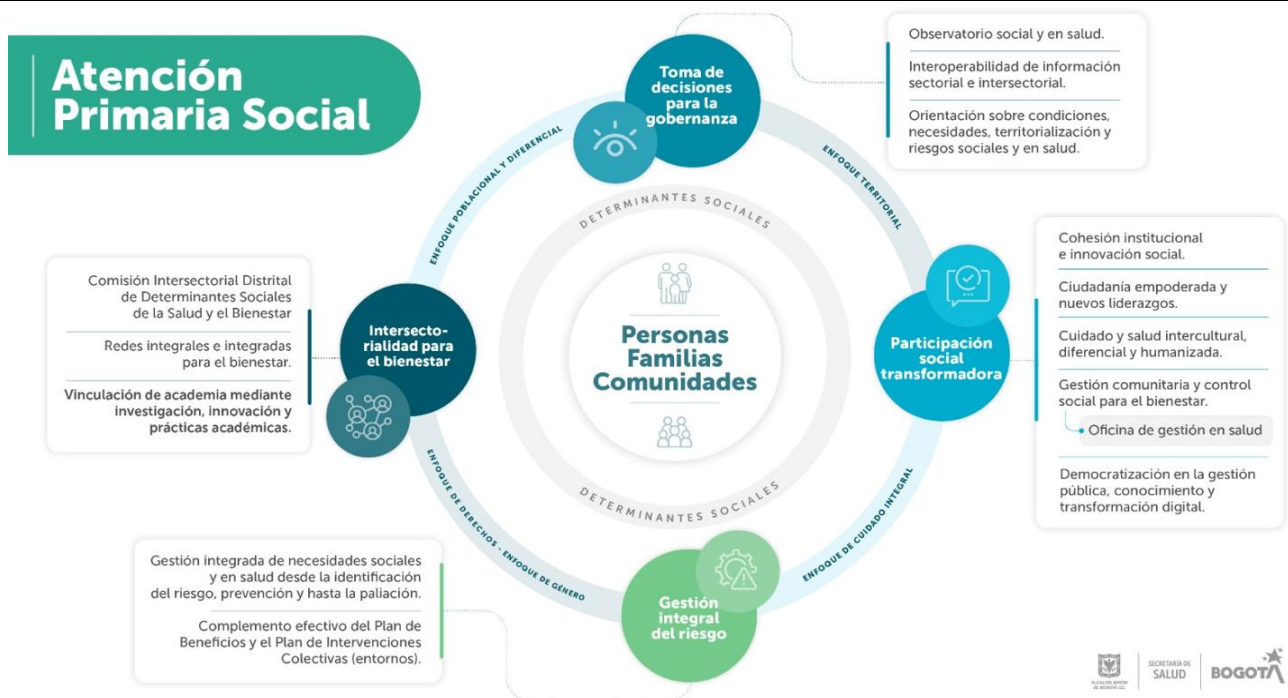 Atención
Primaria Social
Toma de
decisiones
para la
gobernanza
Observatorio social y en salud.
Interoperabilidad de información
sectorial e intersectorial.
Orientación sobre condiciones,
necesidades, territorialización y
riesgos sociales y en salud.
ENFOQUE POBLACIONAL Y DIFERENCIAL
ENFOQUE TERRITORIAL
DETERMINANTES SOCIALES
Personas
Familias
Comunidades
DETERMINANTES SOCIALES
Intersecto-
rialidad para
el bienestar
Comisión Intersectorial Distrital
de Determinantes Sociales
de la Salud y el Bienestar
Redes integrales e integradas
para el bienestar.
Vinculación de academia mediante
investigación, innovación y
prácticas académicas.
Participación
social
transformadora
Cohesión institucional
e innovación social.
Ciudadanía empoderada y
nuevos liderazgos.
Cuidado y salud intercultural,
diferencial y humanizada.
Gestión comunitaria y control
social para el bienestar.
Oficina de gestión en salud
Democratización en la gestión
pública, conocimiento y
transformación digital.
ENFOQUE DE DERECHOS - ENFOQUE DE GÉNERO
ENFOQUE DE CUIDADO INTEGRAL
Gestión
integral
del riesgo
Gestión integrada de necesidades sociales
y en salud desde la identificación
del riesgo, prevención y hasta la paliación.
Complemento efectivo del Plan de
Beneficios y el Plan de Intervenciones
Colectivas (entornos).
ALCALDÍA MAYOR
DE BOGOTÁ D.C.
SECRETARÍA DE
SALUD
BOGOTÁ